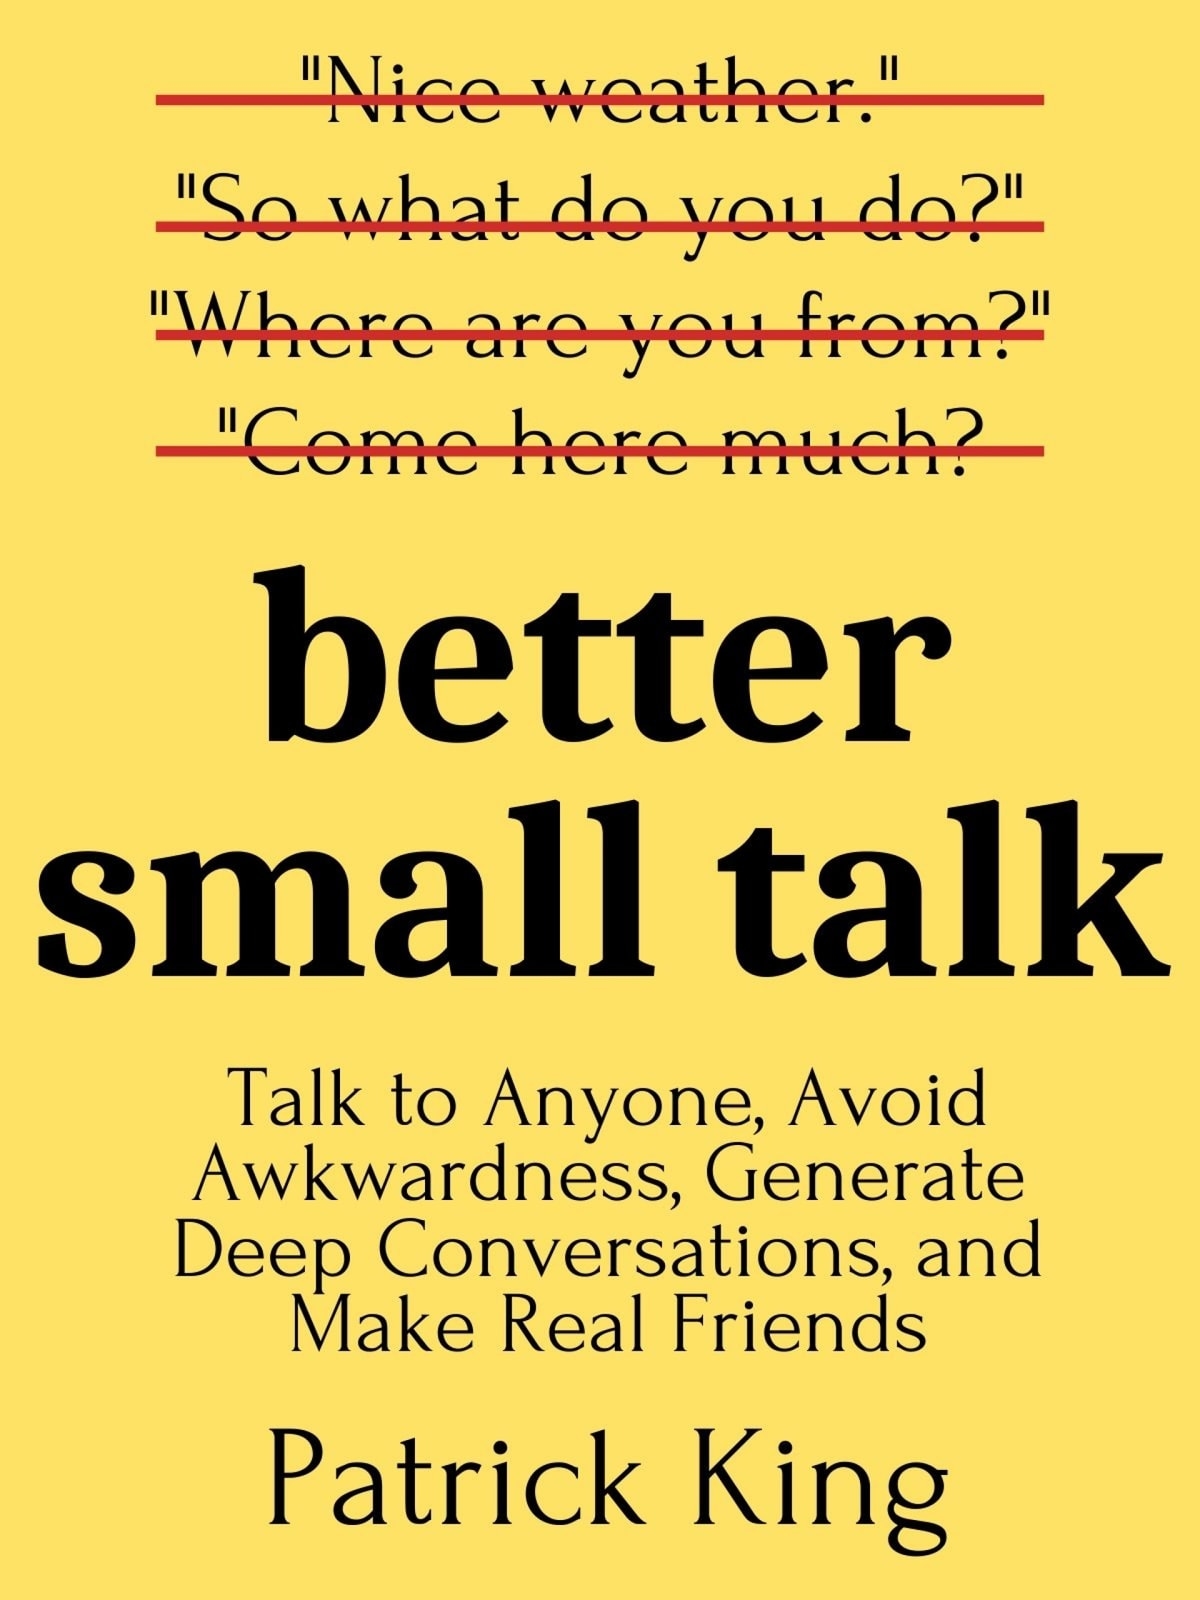 "Nice weather."
"So what do you do?"
"Where are you from?"
"Come here much?
better
small talk
Talk to Anyone, Avoid
Awkwardness, Generate
Deep Conversations, and
Make Real Friends
Patrick King